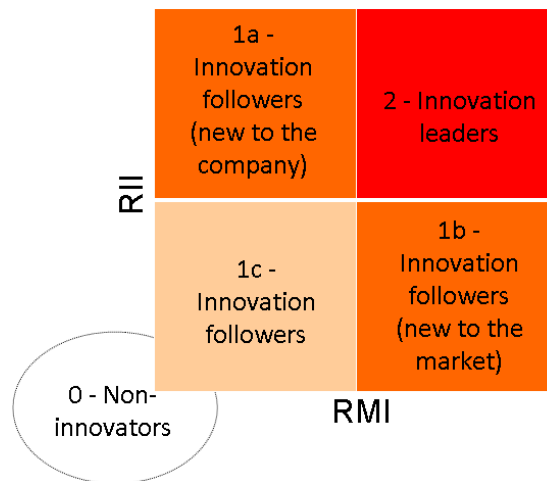 1a -
Innovation
followers
(new to the
company)
2 - Innovation
leaders
RII
1c -
Innovation
followers
1b -
Innovation
followers
(new to the
market)
0 - Non-
innovators
RMI